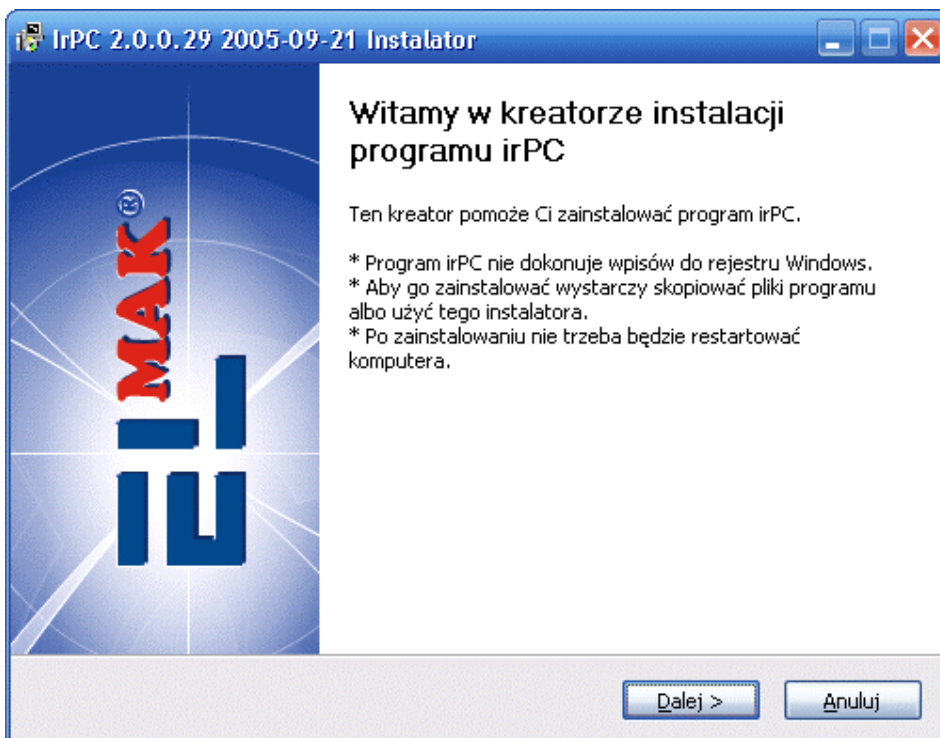 IrPC 2.0.0.29 2005-09-21 Instalator
Witamy w kreatorze instalacji
programu irPC
Ten kreator pomoże Ci zainstalować program irPC.
* Program irPC nie dokonuje wpisów do rejestru Windows.
* Aby go zainstalować wystarczy skopiować pliki programu
albo użyć tego instalatora.
* Po zainstalowaniu nie trzeba będzie restartować
komputera.
EL MAK®
Dalej >
Anuluj